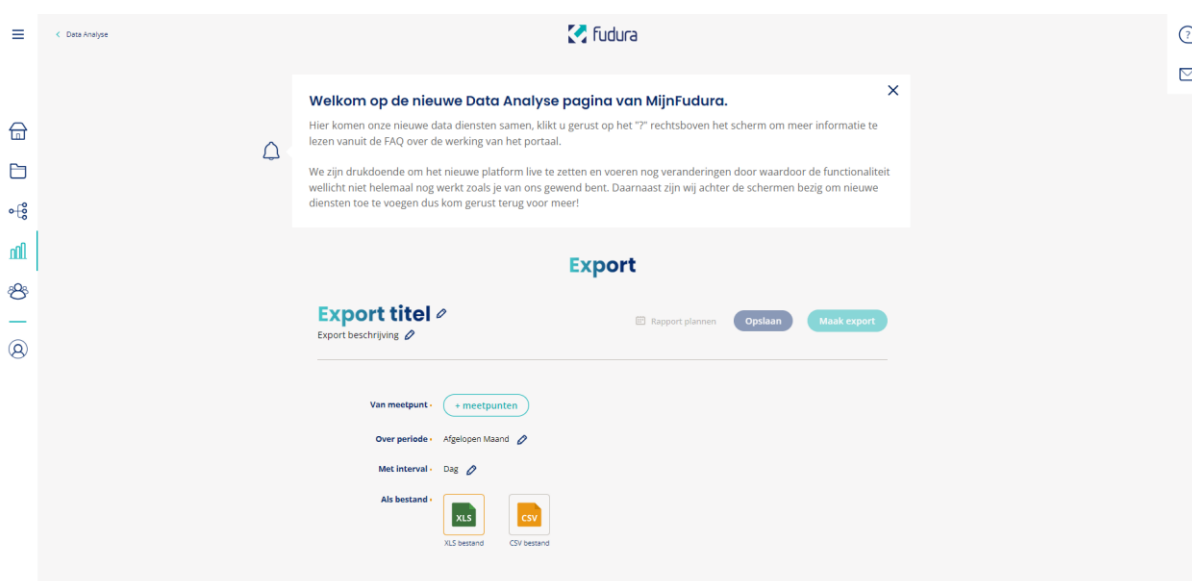 Data Analyse
fudura
?
Welkom op de nieuwe Data Analyse pagina van MijnFudura.
Hier komen onze nieuwe data diensten samen, klikt u gerust op het "?" rechtsboven het scherm om meer informatie te
lezen vanuit de FAQ over de werking van het portaal.
We zijn drukdoende om het nieuwe platform live te zetten en voeren nog veranderingen door waardoor de functionaliteit
wellicht niet helemaal nog werkt zoals je van ons gewend bent. Daarnaast zijn wij achter de schermen bezig om nieuwe
diensten toe te voegen dus kom gerust terug voor meer!
Export
Export titel
Export beschrijving
Rapport plannen
Opslaan
Maak export
Van meetpunt
+ meetpunten
Over periode
Afgelopen Maand
Met interval
Dag
Als bestand
XLS
CSV
XLS bestand
CSV bestand